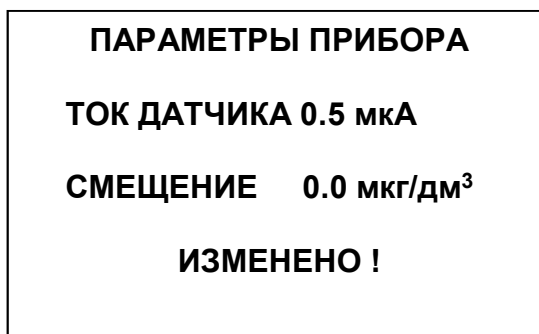 ПАРАМЕТРЫ ПРИБОРА
ТОК ДАТЧИКА 0.5 мкА
СМЕЩЕНИЕ 0.0 мкг/дм³
ИЗМЕНЕНО !